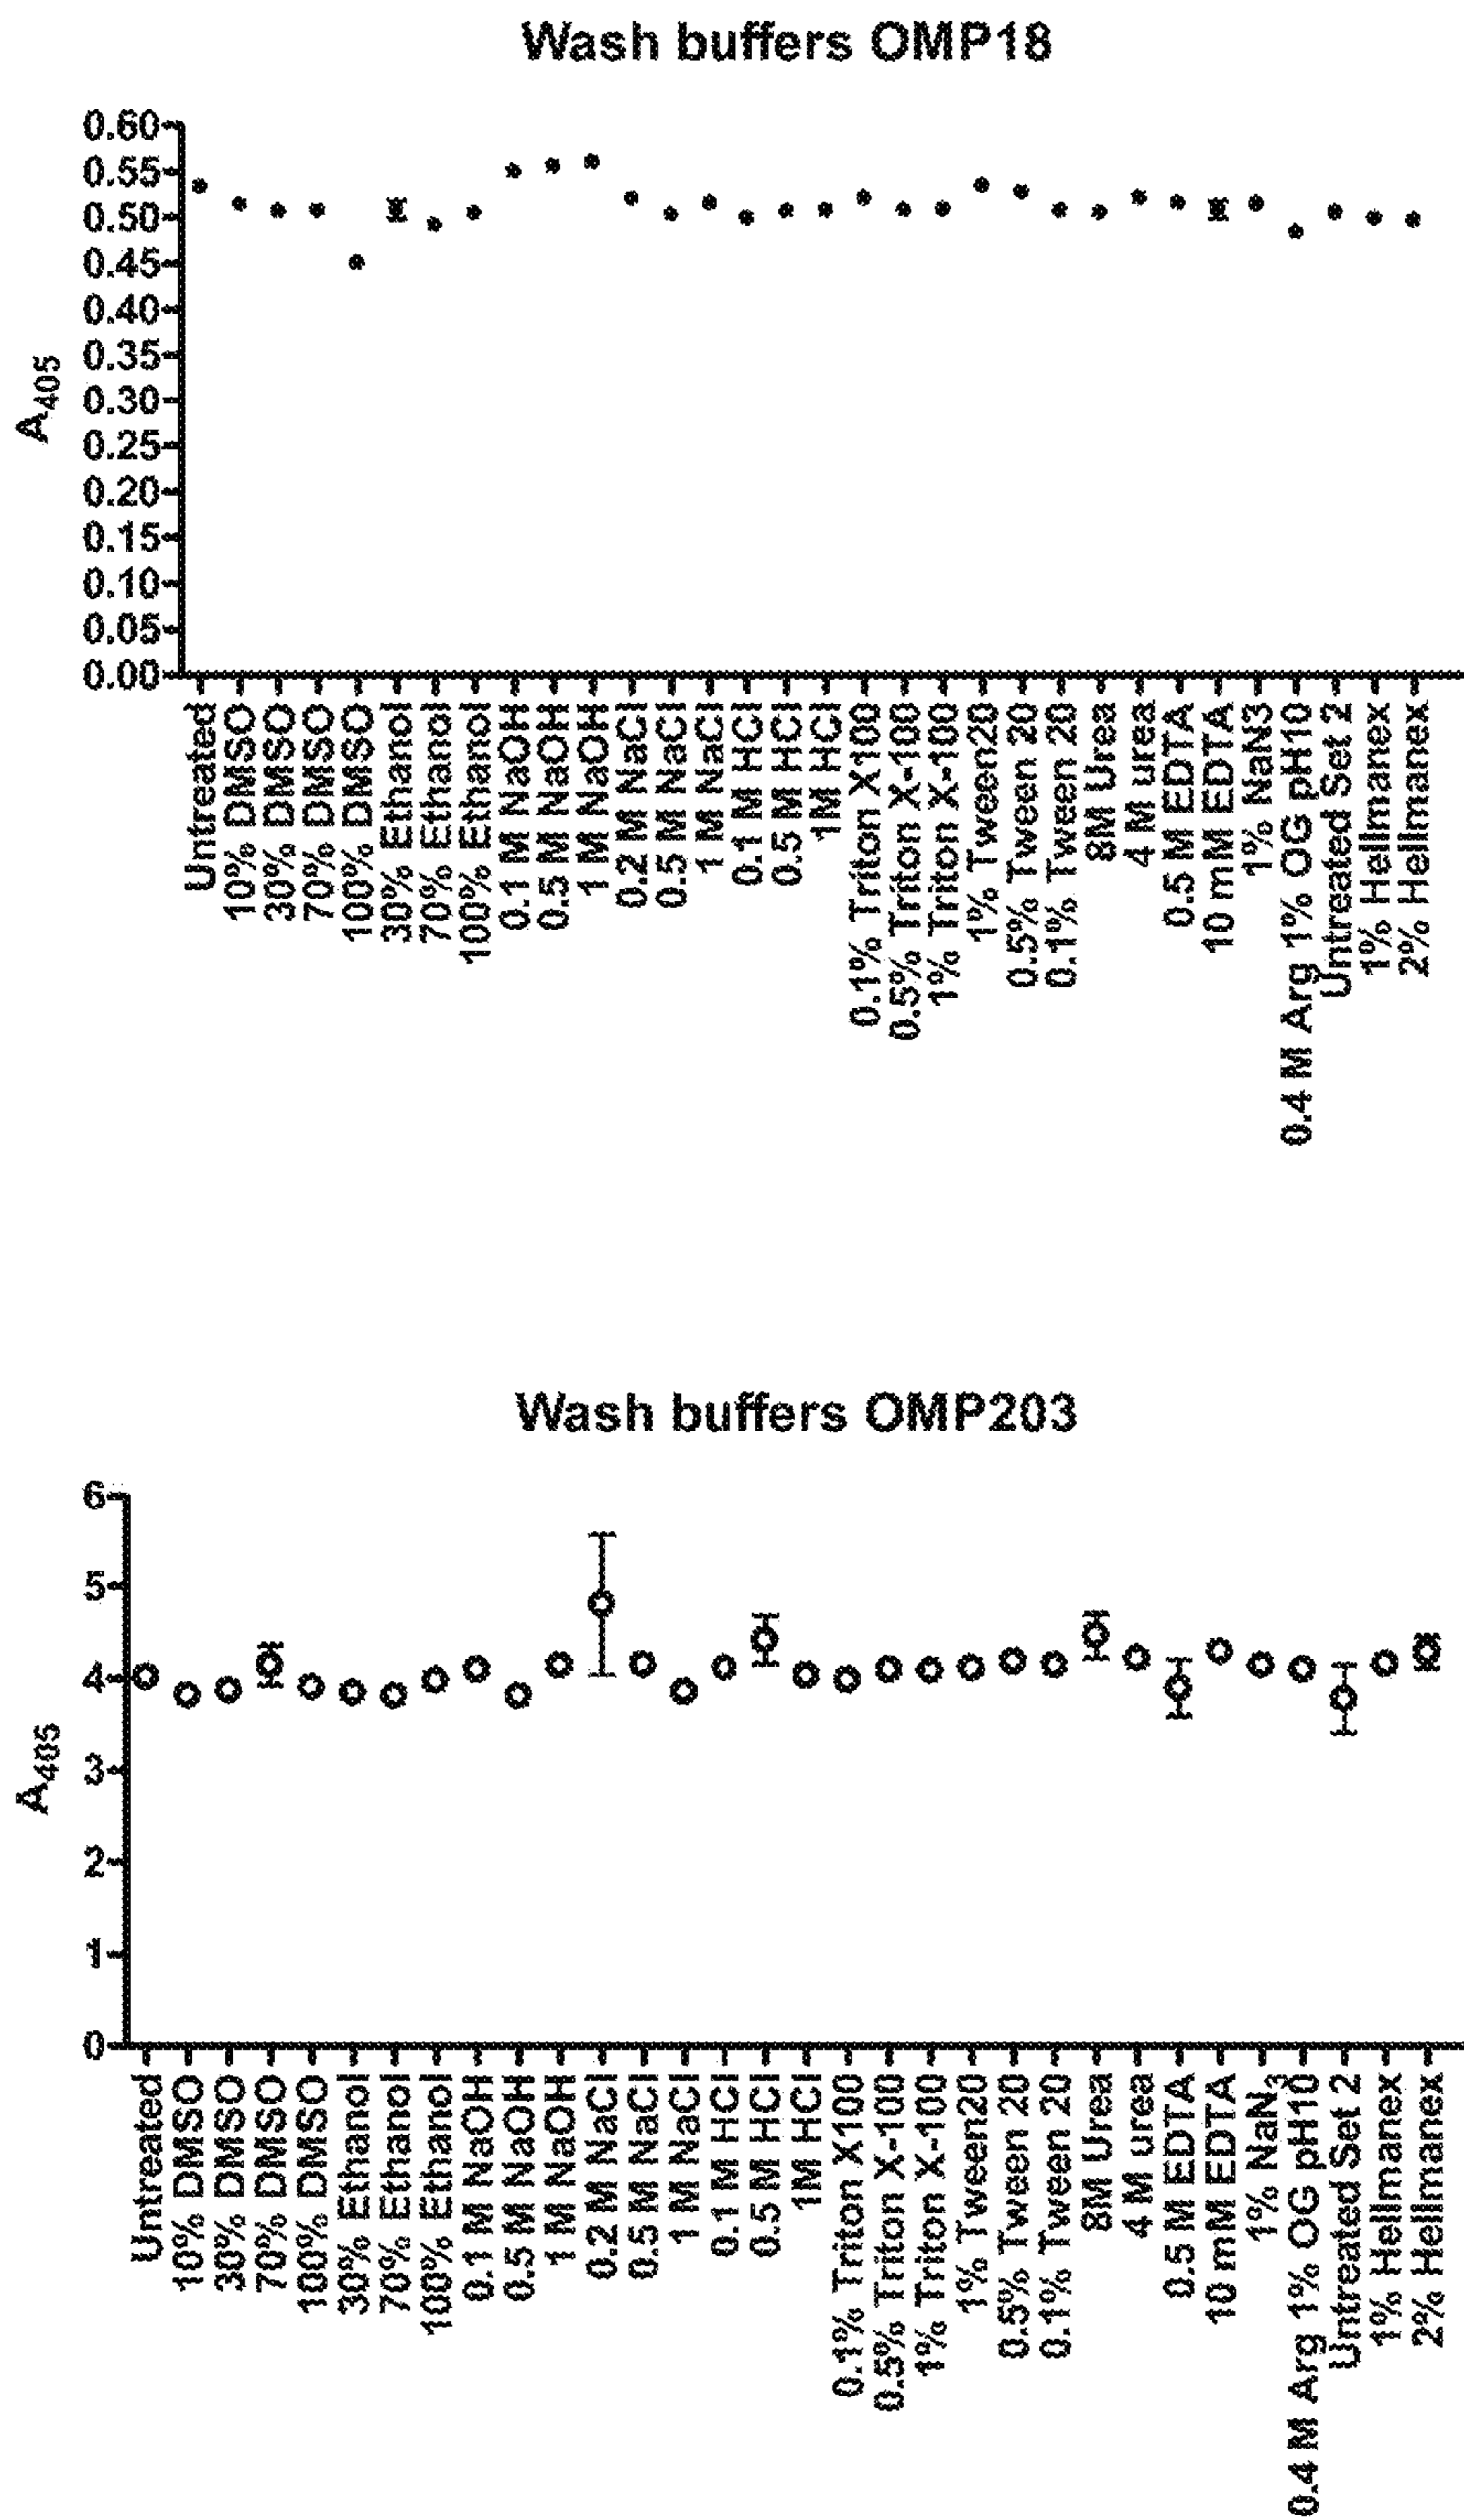 Wash buffers OMP18
0.60
0.55
0.50
0.45
0.40
0.35
0.30
0.25
0.20
0.15
0.10
0.05
0.00
A405
Untreated
10% DMSO
30% DMSO
70% DMSO
100% DMSO
30% Ethanol
70% Ethanol
100% Ethanol
0.1 M NaOH
0.5 M NaOH
1 M NaOH
0.2 M NaCl
0.5 M NaCl
1 M NaCl
0.1 M HCl
0.5 M HCl
1M HCl
0.1% Triton X100
0.5% Triton X-100
1% Triton X-100
1% Tween20
0.5% Tween 20
0.1% Tween 20
8M Urea
4 M urea
0.5 M EDTA
10 mM EDTA
1% NaN3
0.4 M Arg 1% OG pH10
Untreated Set 2
1% Hellmanex
2% Hellmanex
Wash buffers OMP203
6
5
4
3
2
1
0
A405
Untreated
10% DMSO
30% DMSO
70% DMSO
100% DMSO
30% Ethanol
70% Ethanol
100% Ethanol
0.1 M NaOH
0.5 M NaOH
1 M NaOH
0.2 M NaCl
0.5 M NaCl
1 M NaCl
0.1 M HCl
0.5 M HCl
1M HCl
0.1% Triton X100
0.5% Triton X-100
1% Triton X-100
1% Tween20
0.5% Tween 20
0.1% Tween 20
8M Urea
4 M urea
0.5 M EDTA
10 mM EDTA
1% NaN3
0.4 M Arg 1% OG pH10
Untreated Set 2
1% Hellmanex
2% Hellmanex